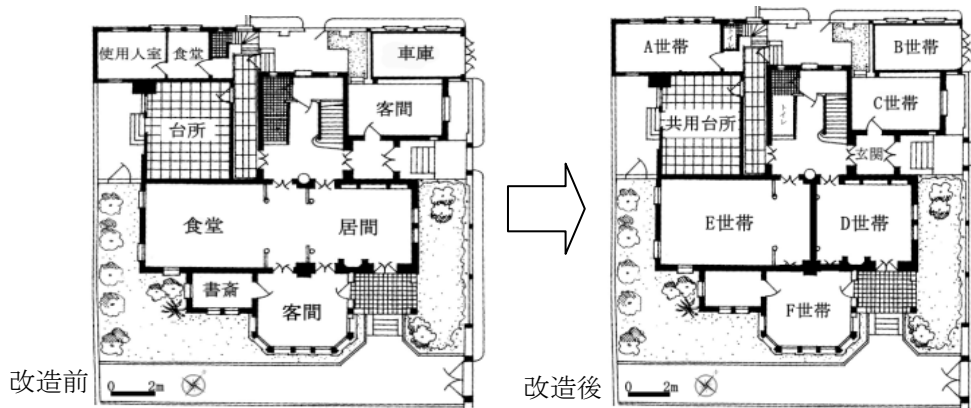 使用人室
食堂
車庫
客間
台所
食堂
居間
書斎
客間
改造前
0 2m
A世帯
トイレ
B世帯
C世帯
共用台所
トイレ
玄関
E世帯
D世帯
F世帯
改造後
0 2m